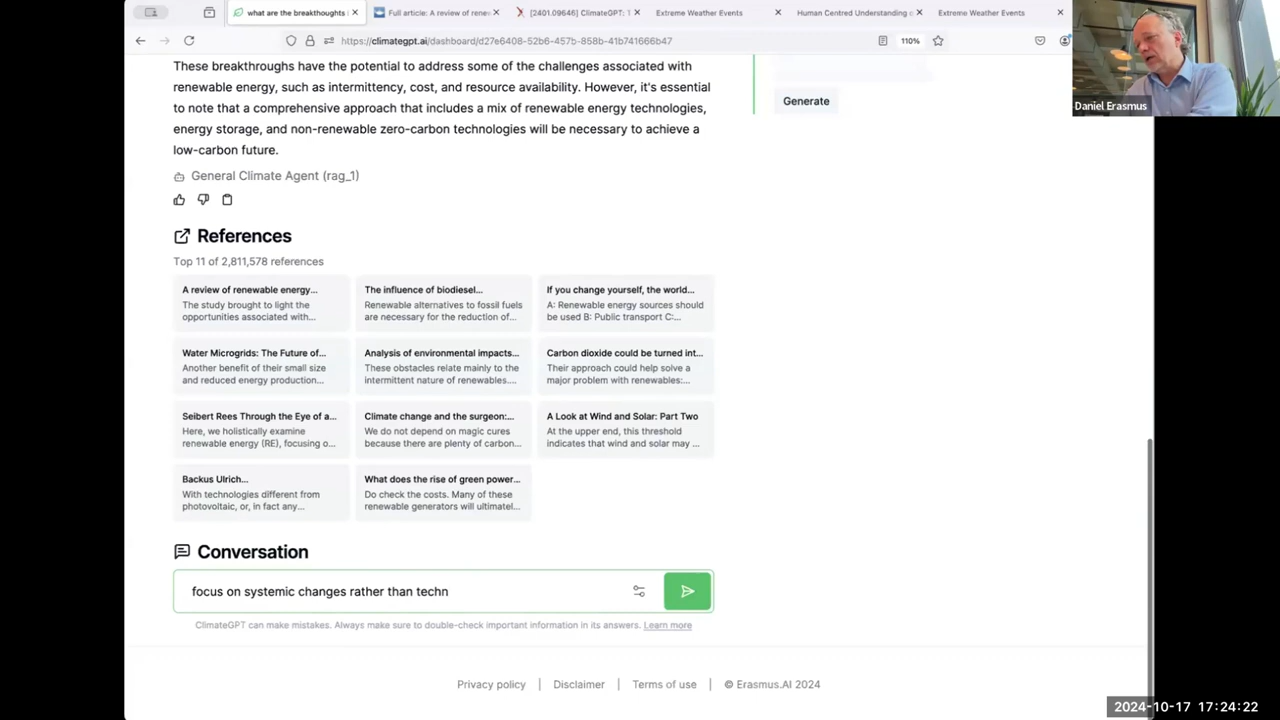 what are the breakthoughts
Full article: A review of renew
[2401.09646] ClimateGPT: T
Extreme Weather Events
Human Centred Understanding o
Extreme Weather Events
https://climategpt.ai/dashboard/d27e6408-52b6-457b-858b-41b741666b47
110%
These breakthroughs have the potential to address some of the challenges associated with
renewable energy, such as intermittency, cost, and resource availability. However, it's essential
to note that a comprehensive approach that includes a mix of renewable energy technologies,
energy storage, and non-renewable zero-carbon technologies will be necessary to achieve a
low-carbon future.
Generate
Daniel Erasmus
General Climate Agent (rag_1)
References
Top 11 of 2,811,578 references
A review of renewable energy...
The study brought to light the
opportunities associated with...
The influence of biodiesel...
Renewable alternatives to fossil fuels
are necessary for the reduction of...
If you change yourself, the world...
A: Renewable energy sources should
be used B: Public transport C:...
Water Microgrids: The Future of...
Another benefit of their small size
and reduced energy production...
Analysis of environmental impacts...
These obstacles relate mainly to the
intermittent nature of renewables....
Carbon dioxide could be turned int...
Their approach could help solve a
major problem with renewables:...
Seibert Rees Through the Eye of a...
Here, we holistically examine
renewable energy (RE), focusing o...
Climate change and the surgeon:...
We do not depend on magic cures
because there are plenty of carbon...
A Look at Wind and Solar: Part Two
At the upper end, this threshold
indicates that wind and solar may ...
Backus Ulrich...
With technologies different from
photovoltaic, or, in fact any...
What does the rise of green power...
Do check the costs. Many of these
renewable generators will ultimatel...
Conversation
focus on systemic changes rather than techn
ClimateGPT can make mistakes. Always make sure to double-check important information in its answers. Learn more
Privacy policy | Disclaimer | Terms of use | © Erasmus.AI 2024
2024-10-17 17:24:22